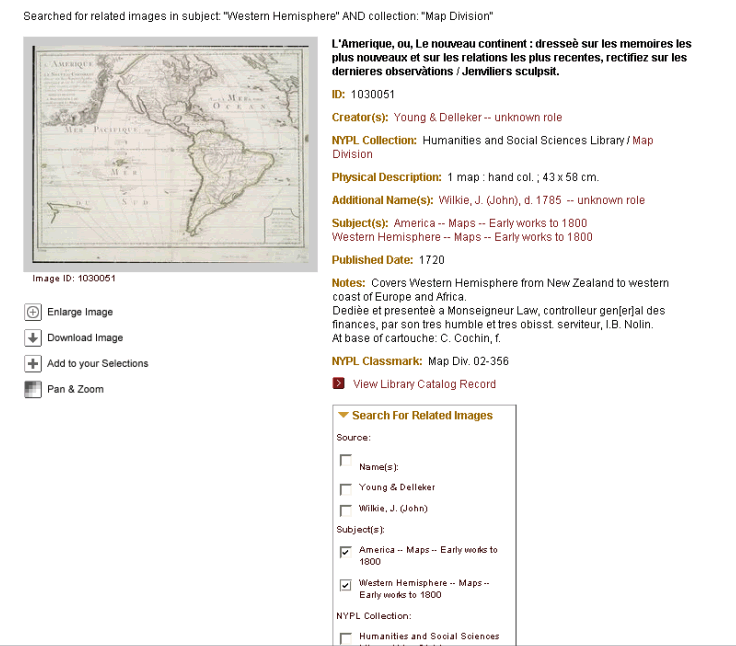 Searched for related images in subject: "Western Hemisphere" AND collection: "Map Division"
L'Amerique, ou, Le nouveau continent : dresseè sur les memoires les
plus nouveaux et sur les relations les plus recentes, rectifiez sur les
dernieres observàtions / Jenviliers sculpsit.
ID: 1030051
Creator(s): Young & Delleker -- unknown role
NYPL Collection: Humanities and Social Sciences Library / Map
Division
Physical Description: 1 map : hand col. ; 43 x 58 cm.
Additional Name(s): Wilkie, J. (John), d. 1785 -- unknown role
Subject(s): America -- Maps -- Early works to 1800
Western Hemisphere -- Maps -- Early works to 1800
Published Date: 1720
Notes: Covers Western Hemisphere from New Zealand to western
coast of Europe and Africa.
Dedièe et presenteè a Monseigneur Law, controlleur gen[er]al des
finances, par son tres humble et tres obisst. serviteur, I.B. Nolin.
At base of cartouche: C. Cochin, f.
NYPL Classmark: Map Div. 02-356
View Library Catalog Record
L'AMERIQUE
MER PACIFIQUE
MER
DU SUD
MER
OCEAN
Image ID: 1030051
Enlarge Image
Download Image
Add to your Selections
Pan & Zoom
Search For Related Images
Source:
Name(s):
Young & Delleker
Wilkie, J. (John)
Subject(s):
America -- Maps -- Early works to
1800
Western Hemisphere -- Maps --
Early works to 1800
NYPL Collection:
Humanities and Social Sciences